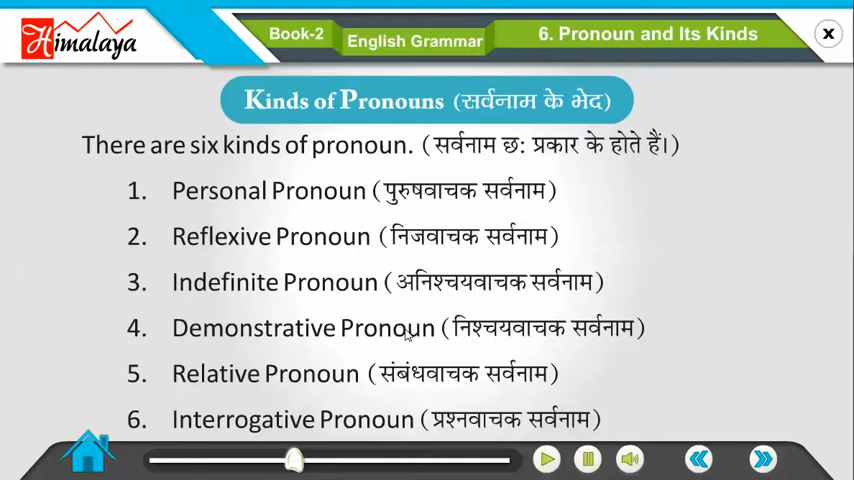 Himalaya
Book-2
English Grammar
6. Pronoun and Its Kinds
x
Kinds of Pronouns (सर्वनाम के भेद)
There are six kinds of pronoun. (सर्वनाम छ: प्रकार के होते हैं।)
1. Personal Pronoun (पुरुषवाचक सर्वनाम)
2. Reflexive Pronoun (निजवाचक सर्वनाम)
3. Indefinite Pronoun (अनिश्चयवाचक सर्वनाम)
4. Demonstrative Pronoun (निश्चयवाचक सर्वनाम)
5. Relative Pronoun (संबंधवाचक सर्वनाम)
6. Interrogative Pronoun (प्रश्नवाचक सर्वनाम)